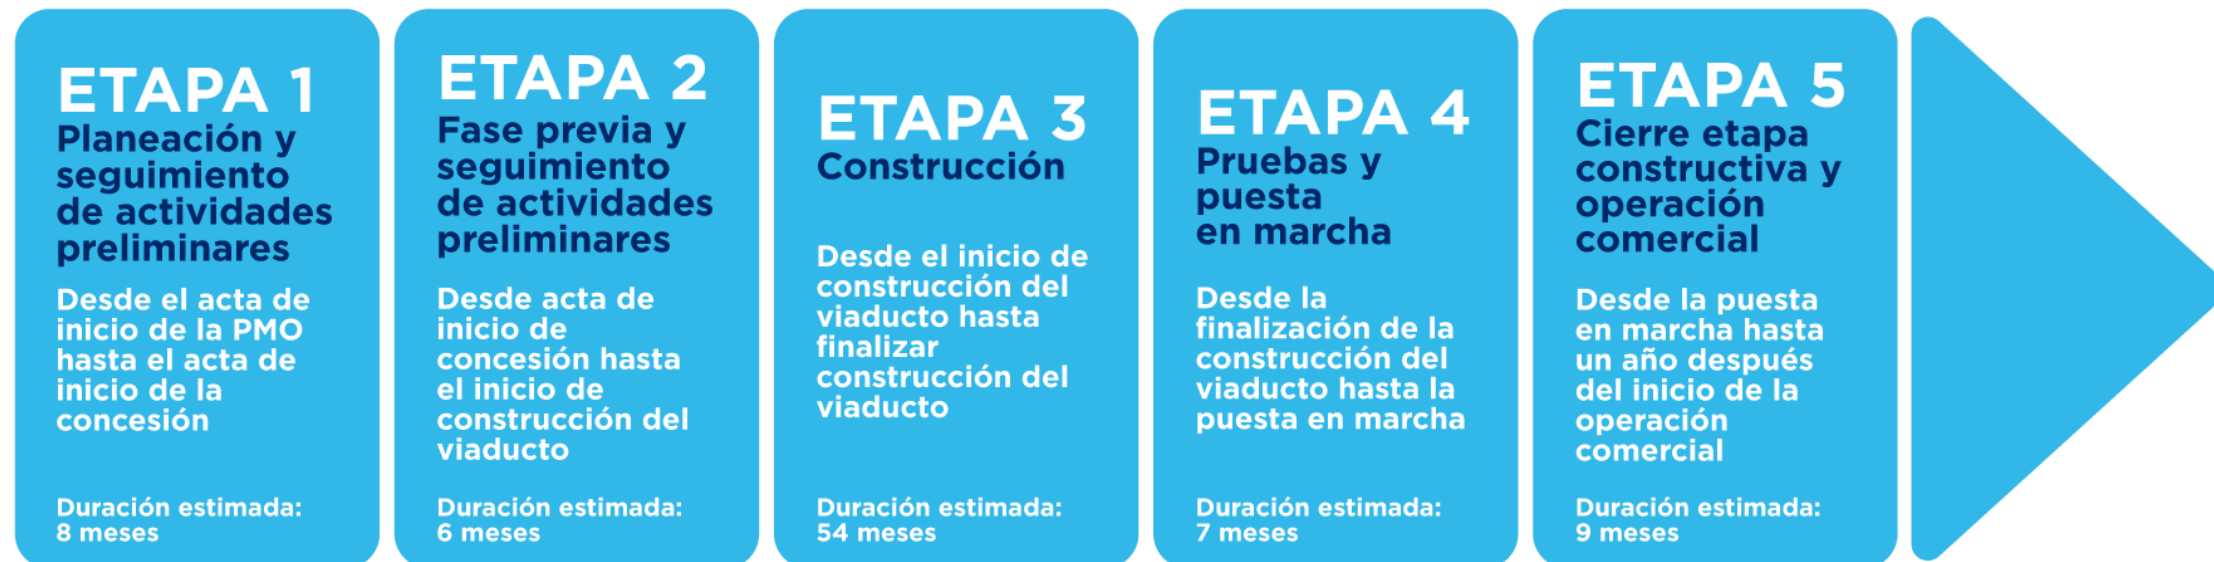 ETAPA 1
Planeación y
seguimiento
de actividades
preliminares
Desde el acta de
inicio de la PMO
hasta el acta de
inicio de la
concesión
Duración estimada:
8 meses
ETAPA 2
Fase previa y
seguimiento
de actividades
preliminares
Desde acta de
inicio de
concesión hasta
el inicio de
construcción del
viaducto
Duración estimada:
6 meses
ETAPA 3
Construcción
Desde el inicio de
construcción del
viaducto hasta
finalizar
construcción del
viaducto
Duración estimada:
54 meses
ETAPA 4
Pruebas y
puesta
en marcha
Desde la
finalización de la
construcción del
viaducto hasta la
puesta en marcha
Duración estimada:
7 meses
ETAPA 5
Cierre etapa
constructiva y
operación
comercial
Desde la puesta
en marcha hasta
un año después
del inicio de la
operación
comercial
Duración estimada:
9 meses